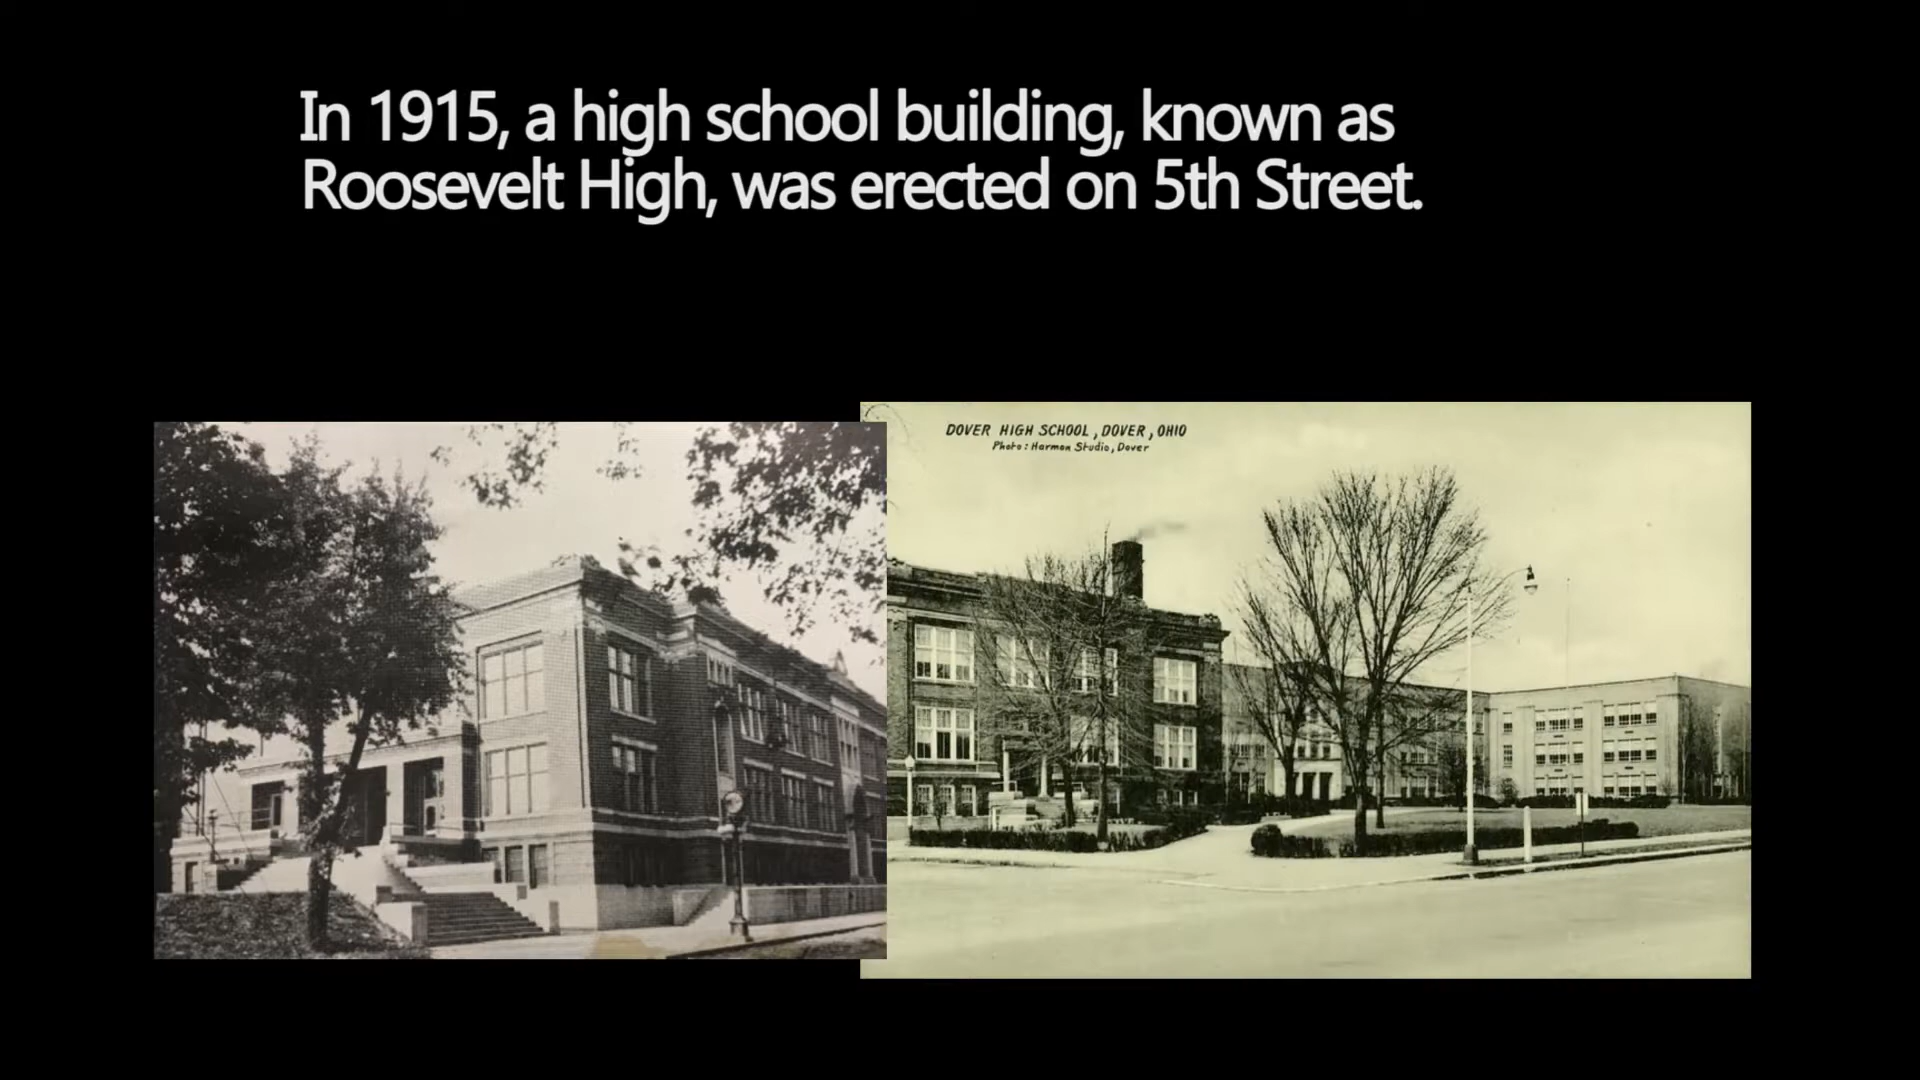 In 1915, a high school building, known as
Roosevelt High, was erected on 5th Street.
DOVER HIGH SCHOOL, DOVER, OHIO
Photo: Harmon Studio, Dover